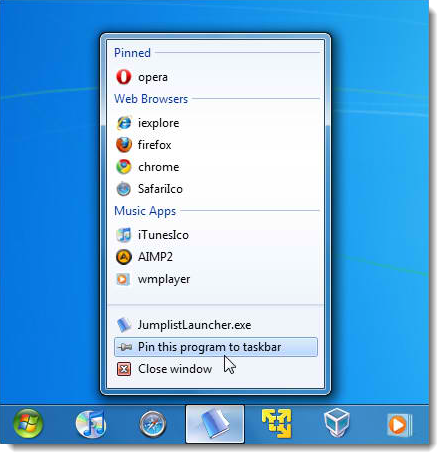 Pinned
opera
Web Browsers
iexplore
firefox
chrome
SafariIco
Music Apps
iTunesIco
AIMP2
wmplayer
JumplistLauncher.exe
Pin this program to taskbar
Close window